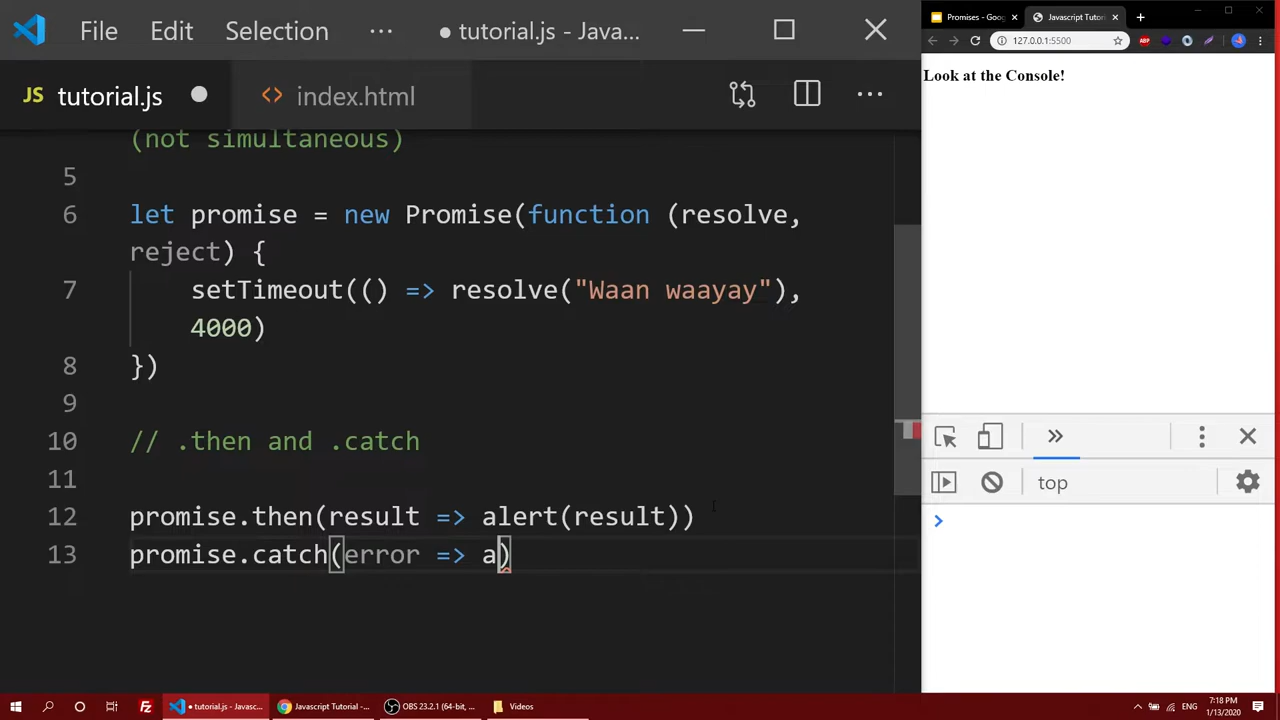 File Edit Selection ··· ● tutorial.js - Java...
JS tutorial.js ● <> index.html ···
(not simultaneous)
5
6 let promise = new Promise(function (resolve,
reject) {
7 setTimeout(() => resolve("Waan waayay"),
4000)
8 })
9
10 // .then and .catch
11
12 promise.then(result => alert(result))
13 promise.catch(error => a)
Promises - Goog × Javascript Tutori × +
127.0.0.1:5500
ABP
Look at the Console!
» ⋮ ×
top
>
● tutorial.js - Javasc... Javascript Tutorial -... OBS 23.2.1 (64-bit, ... Videos
7:18 PM
1/13/2020